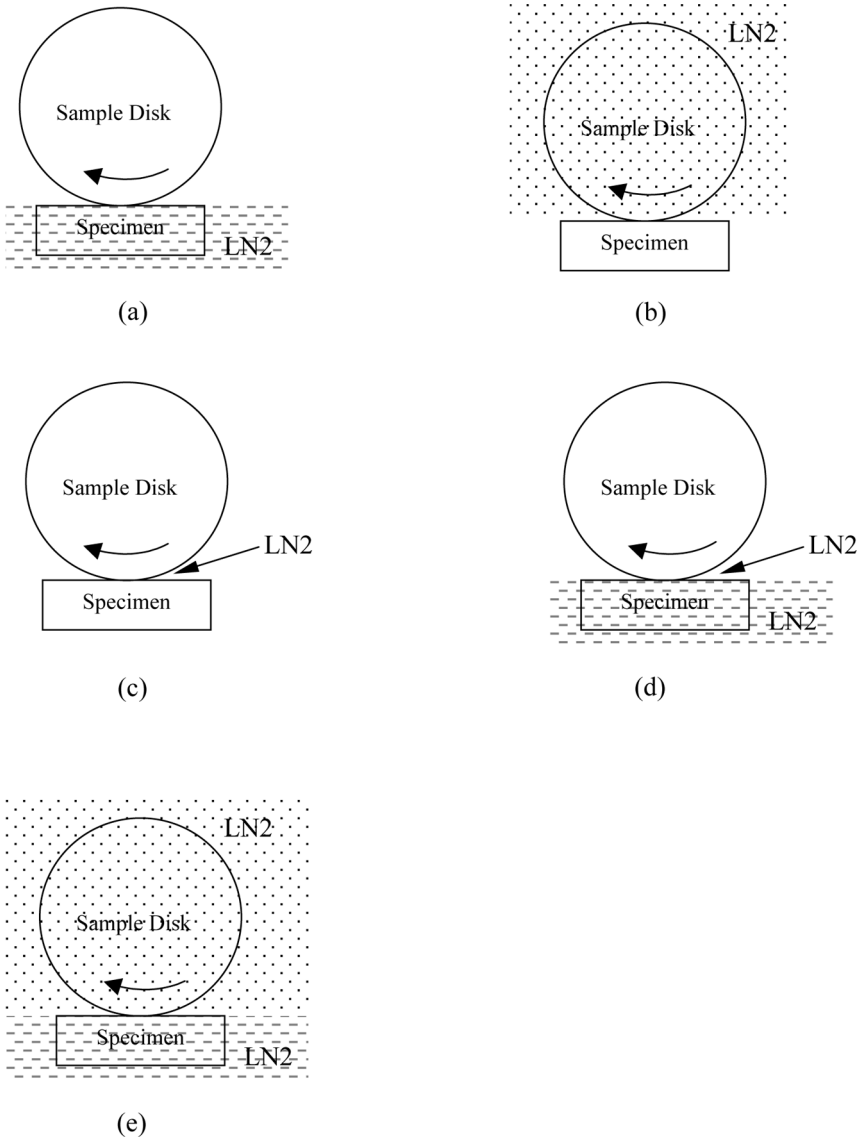 Sample Disk
Specimen
LN2
(a)
LN2
Sample Disk
Specimen
(b)
Sample Disk
LN2
Specimen
(c)
Sample Disk
LN2
Specimen
LN2
(d)
LN2
Sample Disk
Specimen
LN2
(e)